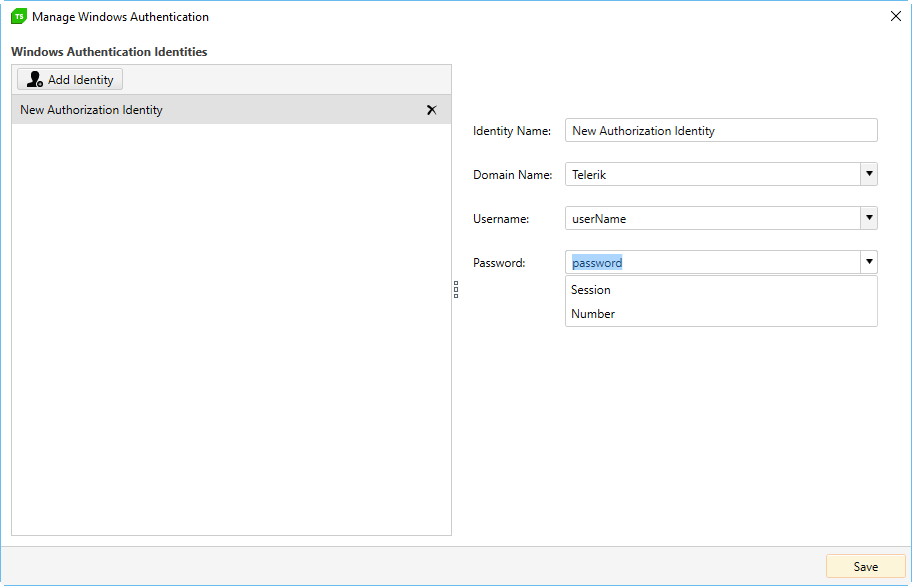 TS Manage Windows Authentication
Windows Authentication Identities
Add Identity
New Authorization Identity
Identity Name: New Authorization Identity
Domain Name: Telerik
Username: userName
Password: password
Session
Number
Save